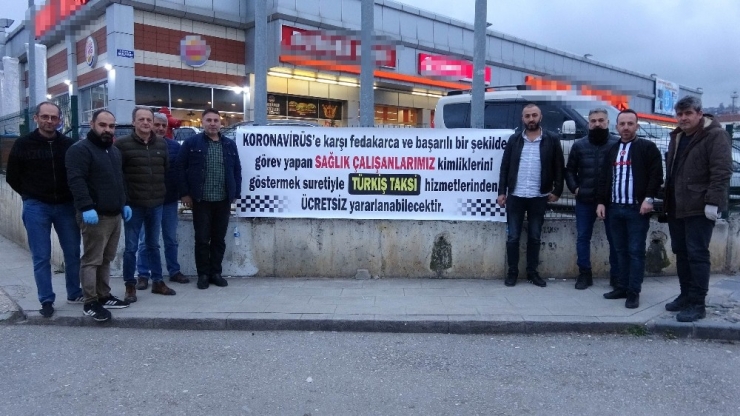 KORONAVİRÜS'e karşı fedakarca ve başarılı bir şekilde
görev yapan SAĞLIK ÇALIŞANLARIMIZ kimliklerini
göstermek suretiyle TÜRKİŞ TAKSİ hizmetlerinden
ÜCRETSİZ yararlanabilecektir.